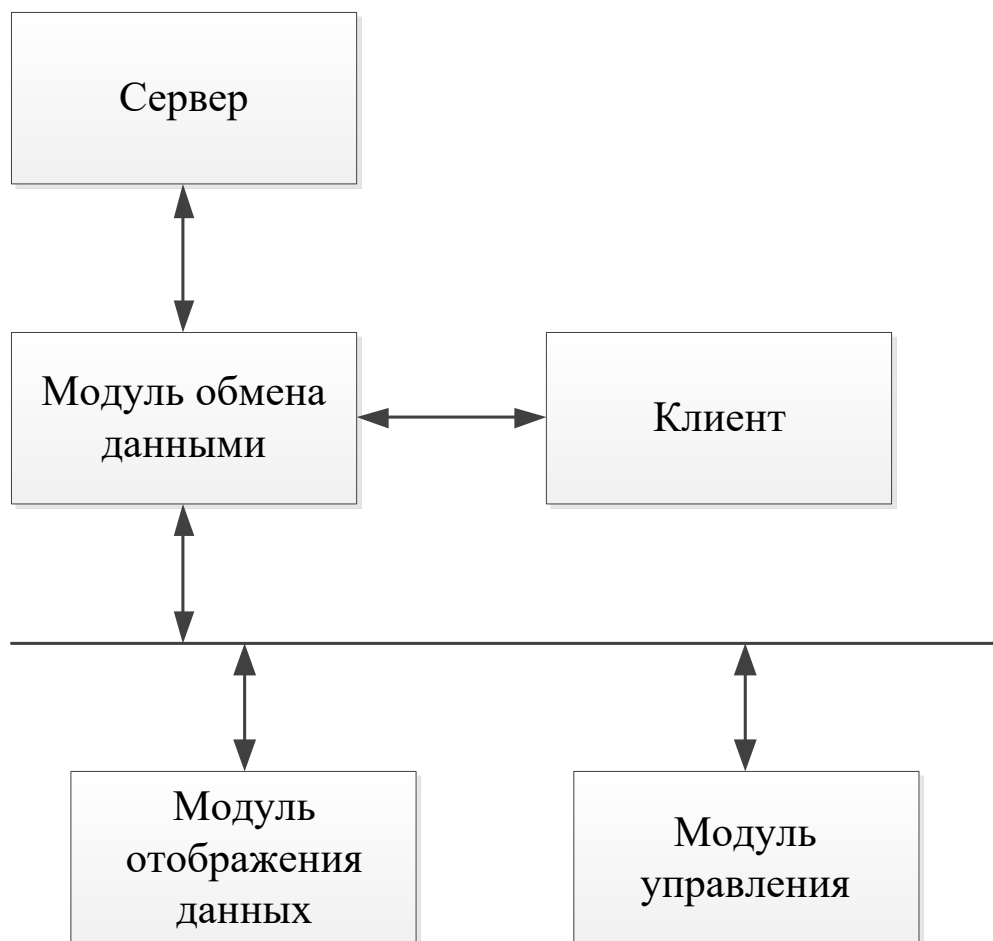 Сервер
Модуль обмена
данными
Клиент
Модуль
отображения
данных
Модуль
управления